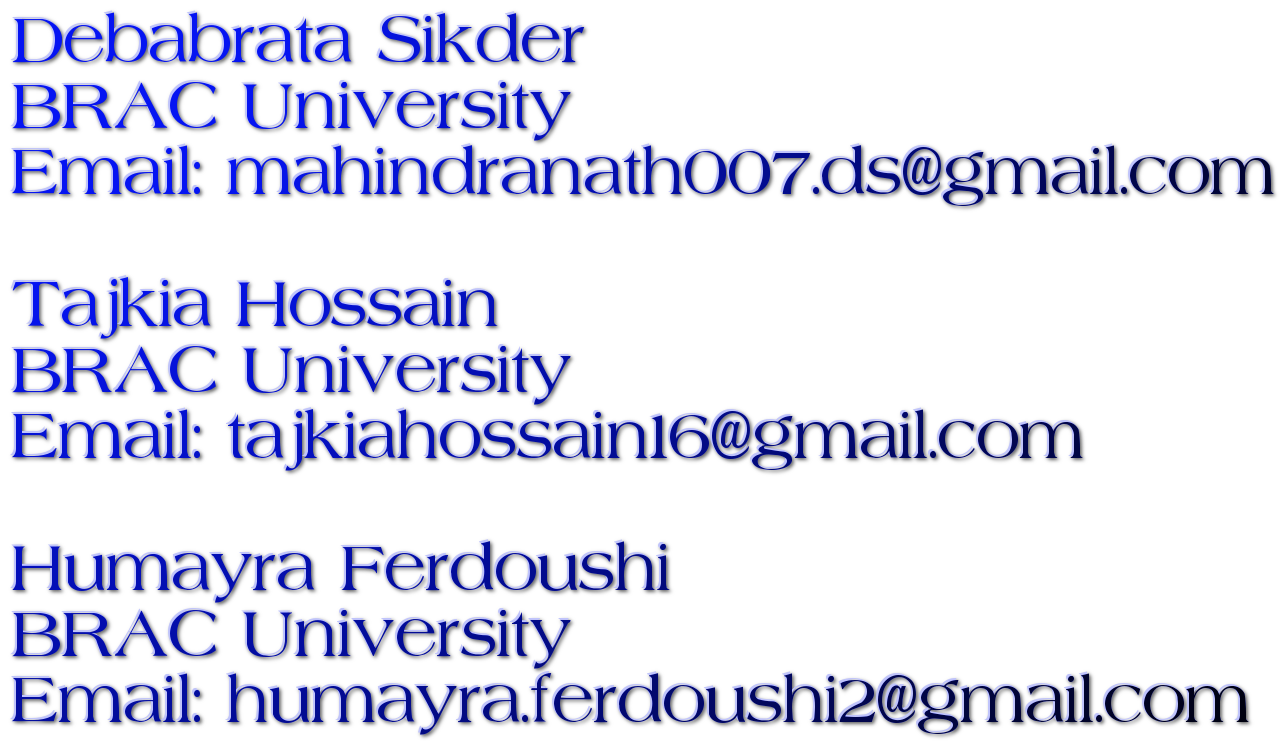 Debabrata Sikder
BRAC University
Email: mahindranath007.ds@gmail.com
Tajkia Hossain
BRAC University
Email: tajkiahossain16@gmail.com
Humayra Ferdoushi
BRAC University
Email: humayra.ferdoushi2@gmail.com